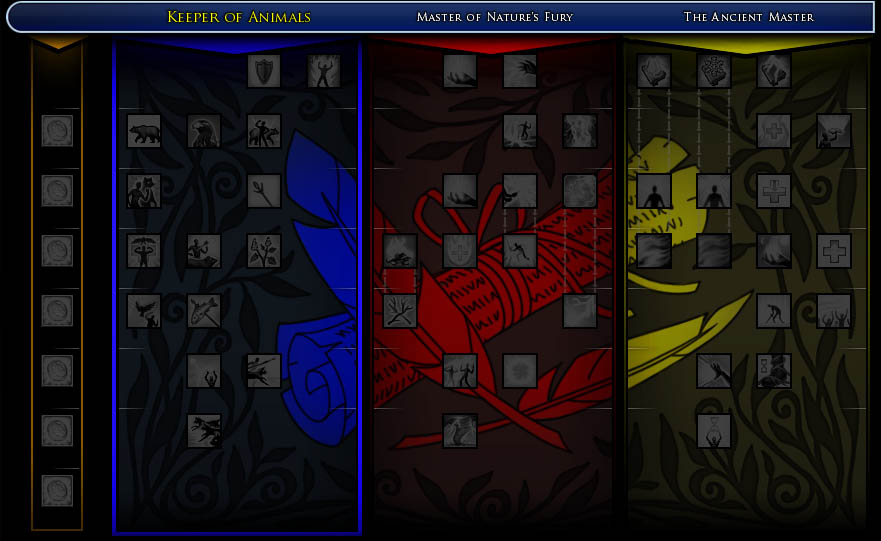 Keeper of Animals
Master of Nature's Fury
The Ancient Master